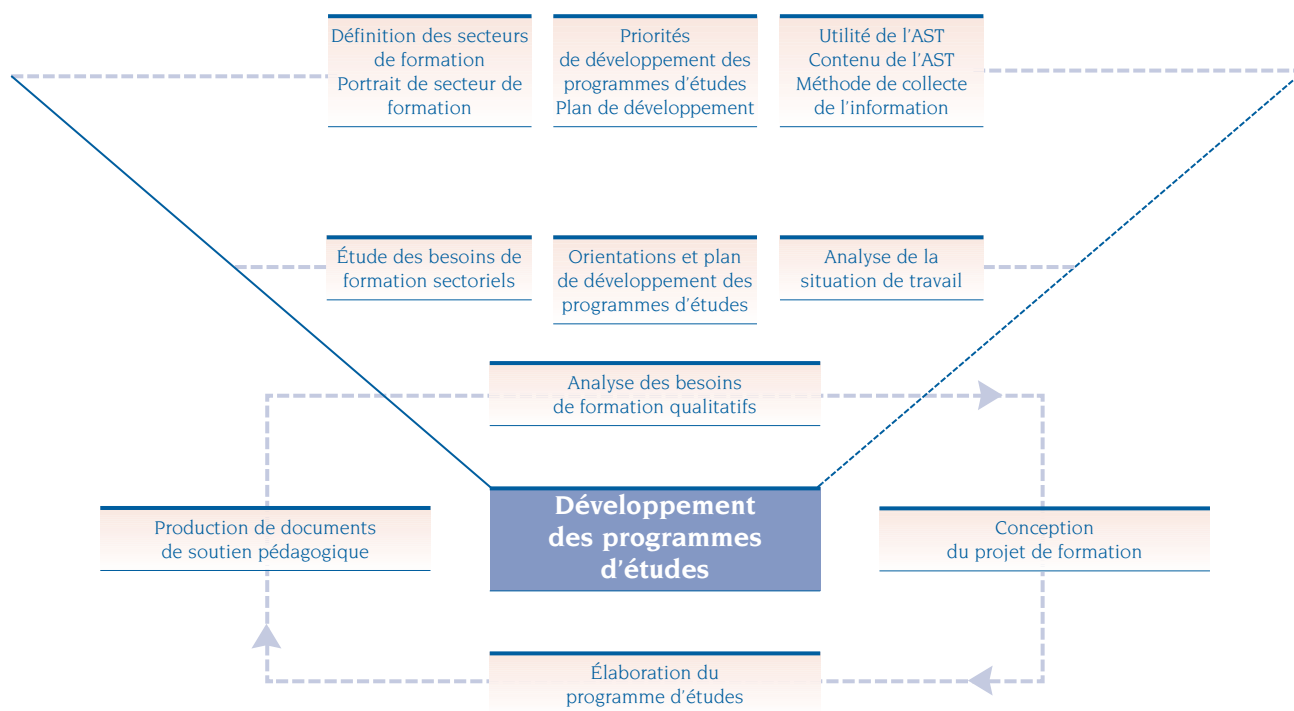 Définition des secteurs
de formation
Portrait de secteur de
formation
Priorités
de développement des
programmes d'études
Plan de développement
Utilité de l'AST
Contenu de l'AST
Méthode de collecte
de l'information
Étude des besoins de
formation sectoriels
Orientations et plan
de développement des
programmes d'études
Analyse de la
situation de travail
Analyse des besoins
de formation qualitatifs
Production de documents
de soutien pédagogique
Développement
des programmes
d'études
Conception
du projet de formation
Élaboration du
programme d'études